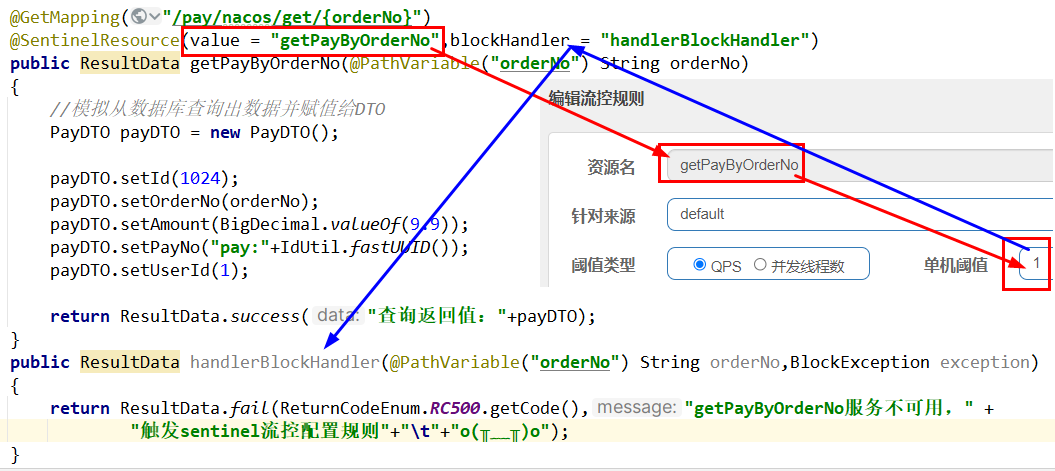 @GetMapping("/pay/nacos/get/{orderNo}")
@SentinelResource(value = "getPayByOrderNo",blockHandler = "handlerBlockHandler")
public ResultData getPayByOrderNo(@PathVariable("orderNo") String orderNo)
{
编辑流控规则
//模拟从数据库查询出数据并赋值给DTO
PayDTO payDTO = new PayDTO();
资源名 getPayByOrderNo
payDTO.setId(1024);
payDTO.setOrderNo(orderNo);
针对来源 default
payDTO.setAmount(BigDecimal.valueOf(9.9));
payDTO.setPayNo("pay:"+IdUtil.fastUUID());
阈值类型 QPS 并发线程数 单机阈值 1
payDTO.setUserId(1);
return ResultData.success( data: "查询返回值："+payDTO);
}
public ResultData handlerBlockHandler(@PathVariable("orderNo") String orderNo,BlockException exception)
{
return ResultData.fail(ReturnCodeEnum.RC500.getCode(), message: "getPayByOrderNo服务不可用，" +
"触发sentinel流控配置规则"+"\t"+"o(╥﹏╥)o");
}